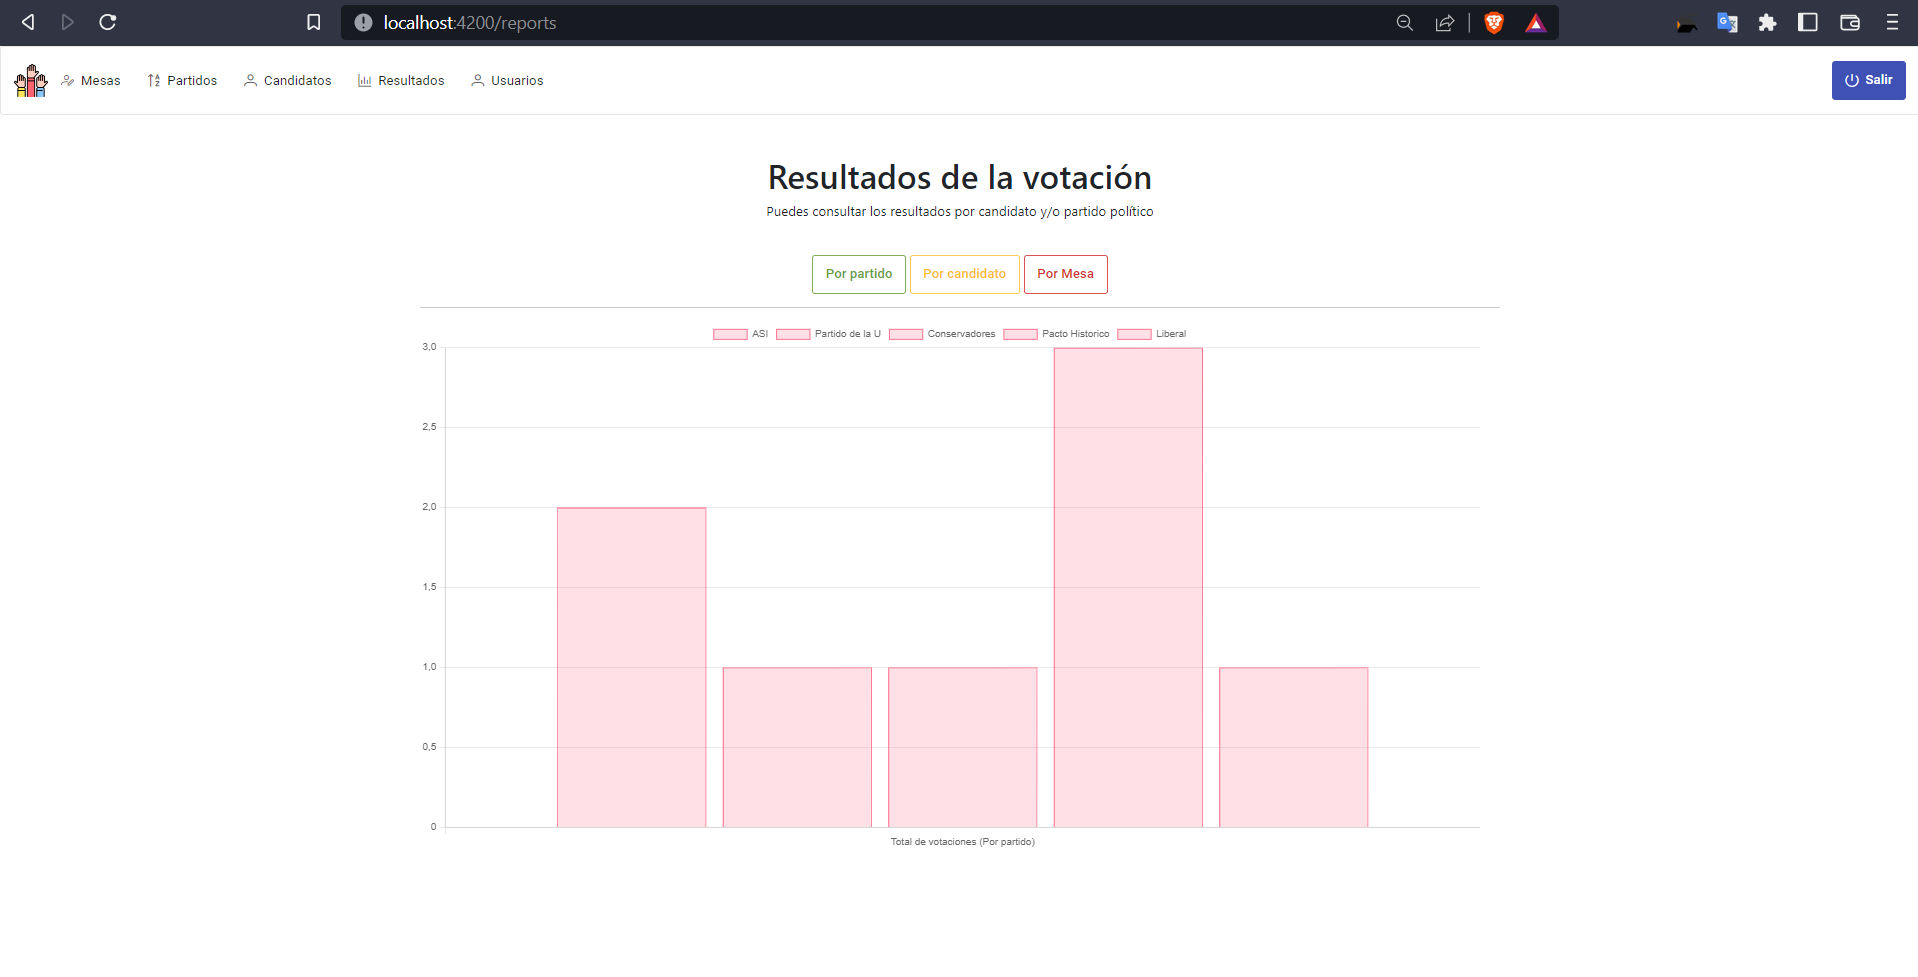 localhost:4200/reports
Mesas Partidos Candidatos Resultados Usuarios Salir
Resultados de la votación
Puedes consultar los resultados por candidato y/o partido político
Por partido Por candidato Por Mesa
ASI Partido de la U Conservadores Pacto Historico Liberal
3,0
2,5
2,0
1,5
1,0
0,5
0
Total de votaciones (Por partido)